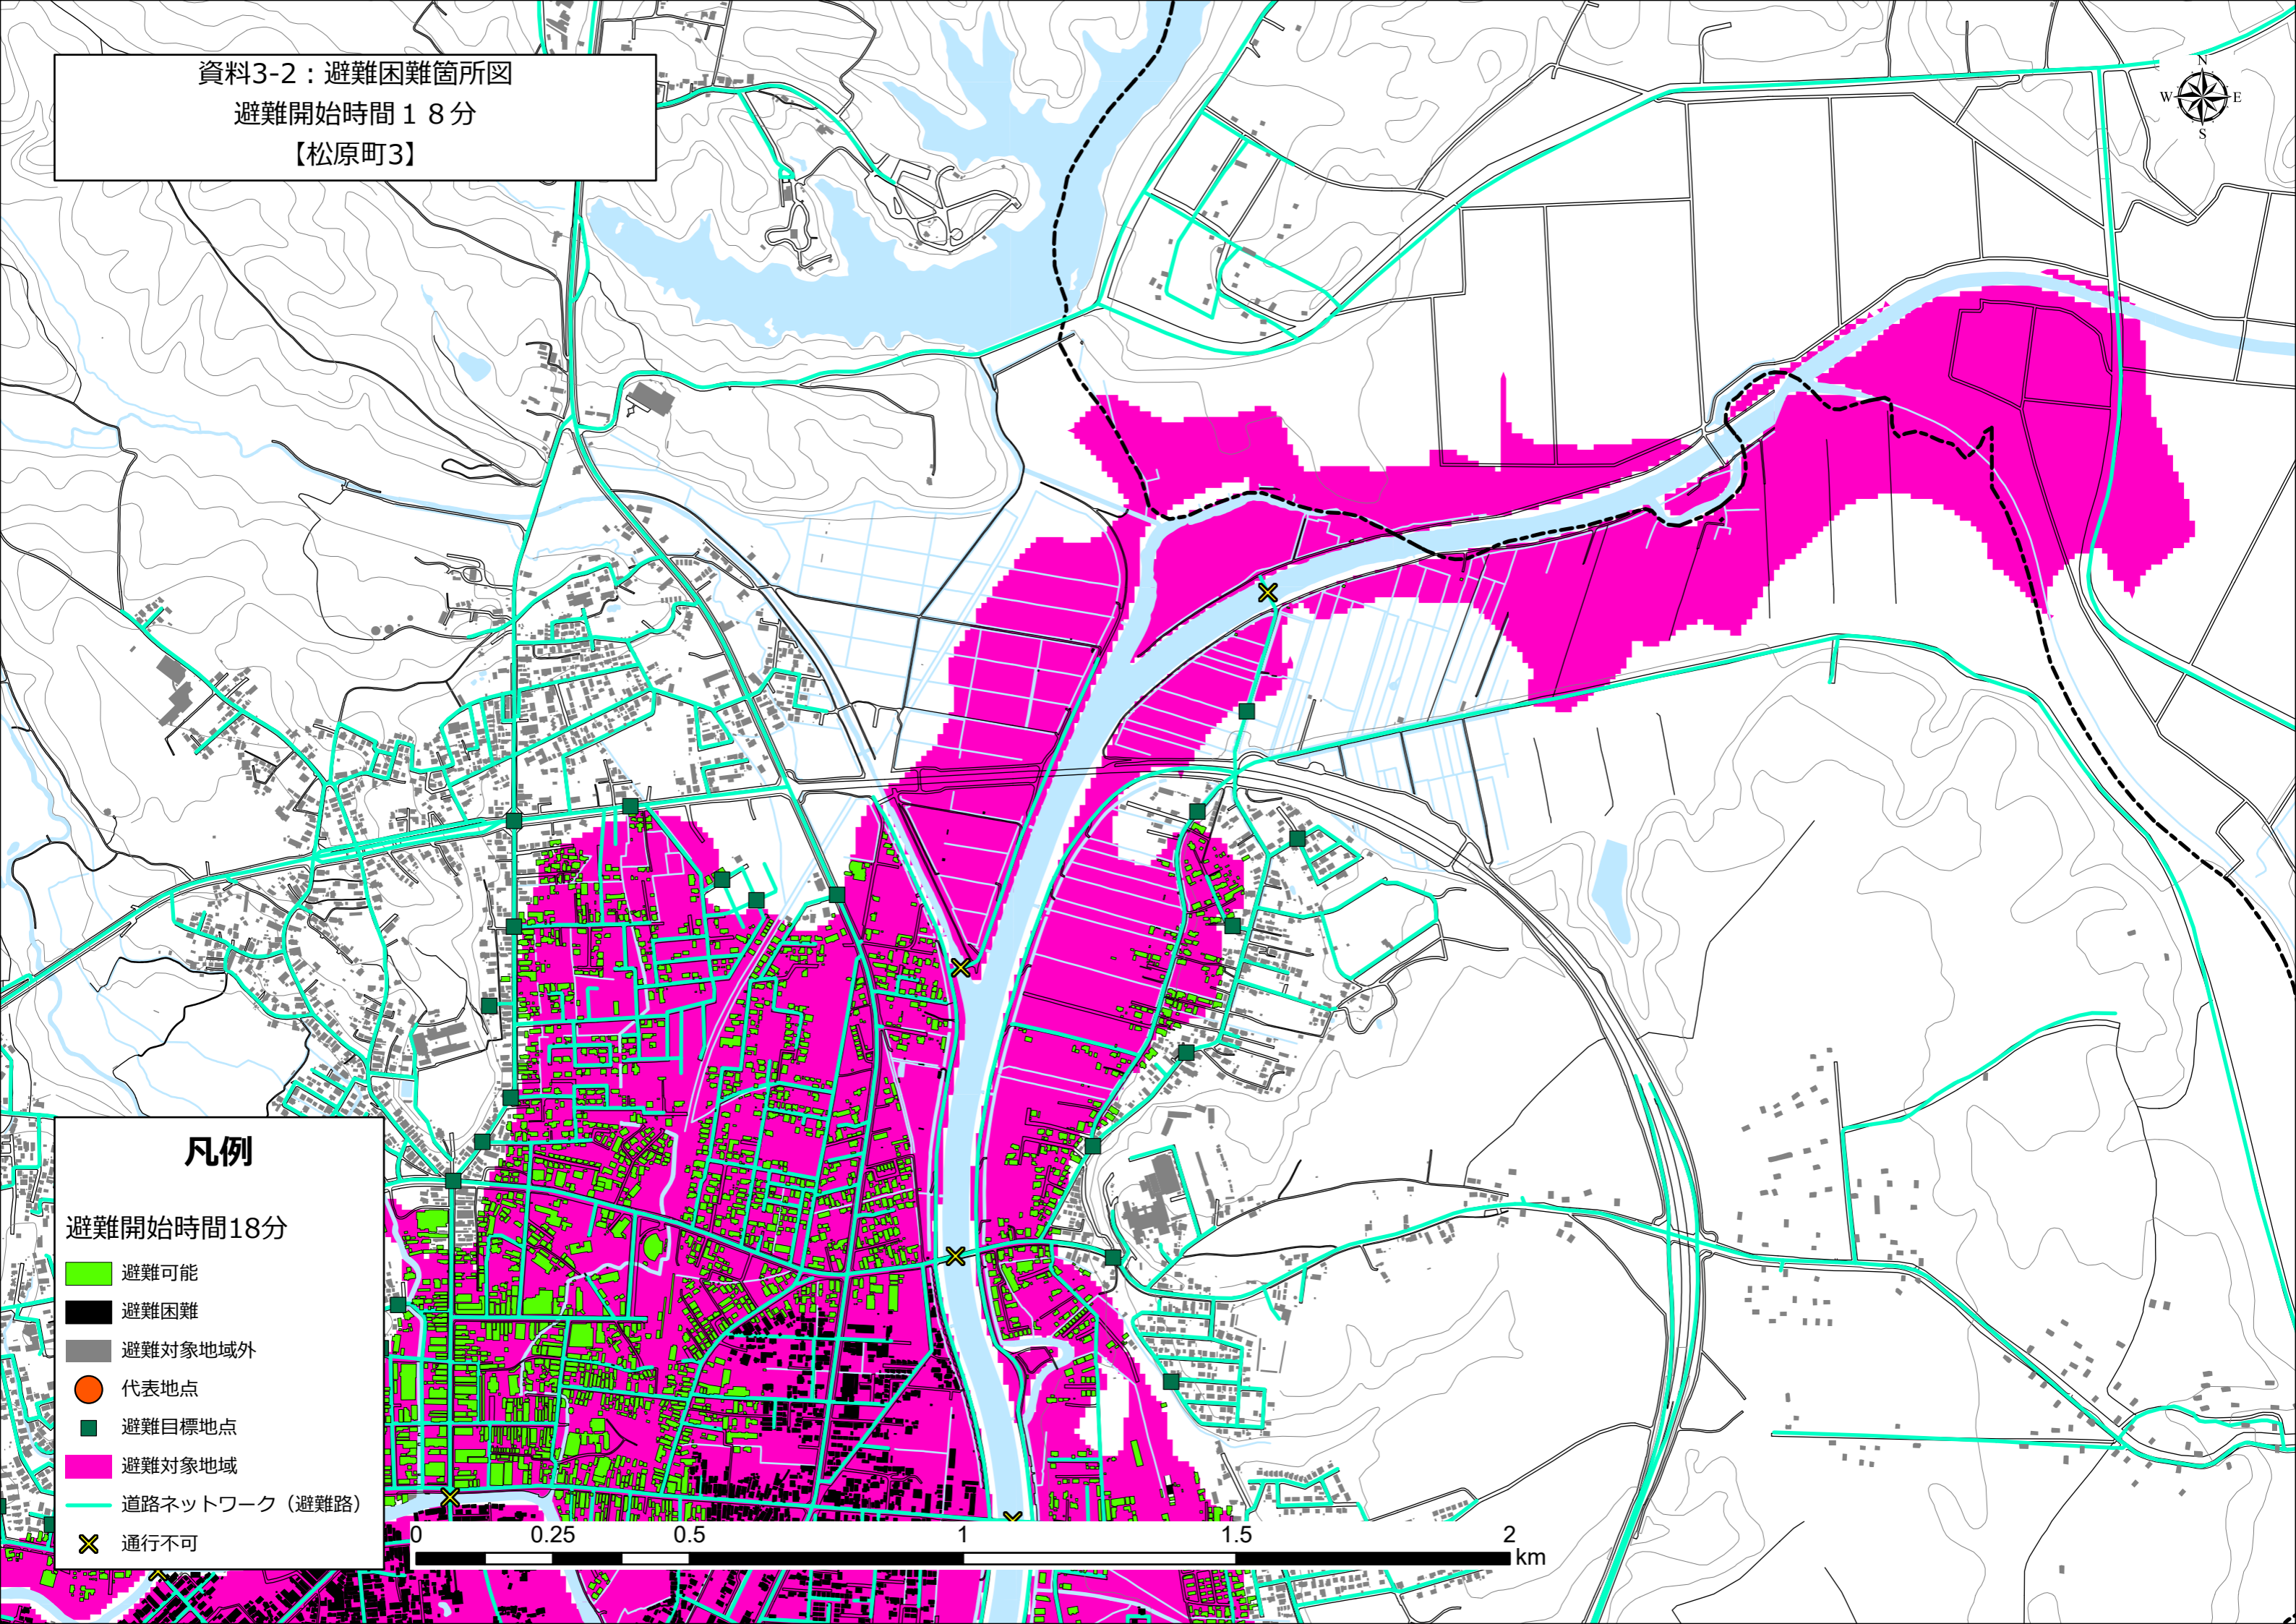 資料3-2：避難困難箇所図
避難開始時間１８分
【松原町3】
N
W E
S
凡例
避難開始時間18分
避難可能
避難困難
避難対象地域外
代表地点
避難目標地点
避難対象地域
道路ネットワーク（避難路）
通行不可
0 0.25 0.5 1 1.5 2
km